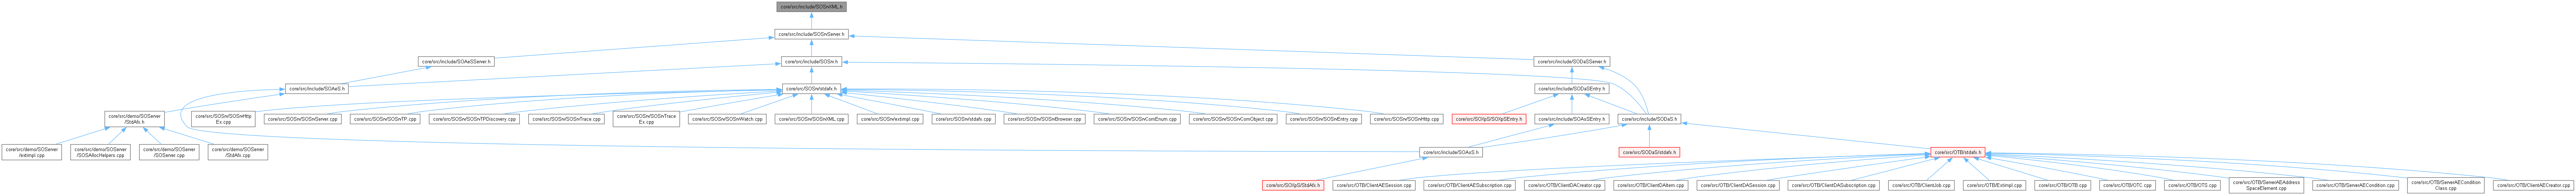 core/src/include/SOSrvXML.h
core/src/include/SOSrvServer.h
core/src/include/SOAeSServer.h
core/src/include/SOSrv.h
core/src/include/SODaSServer.h
core/src/include/SOAeS.h
core/src/SOSrv/stdafx.h
core/src/include/SODaSEntry.h
core/src/demo/SOServer
/StdAfx.h
core/src/SOSrv/SOSrvHttp
Ex.cpp
core/src/SOSrv/SOSrvServer.cpp
core/src/SOSrv/SOSrvTP.cpp
core/src/SOSrv/SOSrvTPDiscovery.cpp
core/src/SOSrv/SOSrvTrace.cpp
core/src/SOSrv/SOSrvTrace
Ex.cpp
core/src/SOSrv/SOSrvWatch.cpp
core/src/SOSrv/SOSrvXML.cpp
core/src/SOSrv/extimpl.cpp
core/src/SOSrv/stdafx.cpp
core/src/SOSrv/SOSrvBrowser.cpp
core/src/SOSrv/SOSrvComEnum.cpp
core/src/SOSrv/SOSrvComObject.cpp
core/src/SOSrv/SOSrvEntry.cpp
core/src/SOSrv/SOSrvHttp.cpp
core/src/SOXpS/SOXpSEntry.h
core/src/include/SOAsSEntry.h
core/src/include/SODaS.h
core/src/demo/SOServer
/extimpl.cpp
core/src/demo/SOServer
/SOSAllocHelpers.cpp
core/src/demo/SOServer
/SOServer.cpp
core/src/demo/SOServer
/StdAfx.cpp
core/src/include/SOAsS.h
core/src/SODaS/stdafx.h
core/src/OTB/stdafx.h
core/src/SOXpS/StdAfx.h
core/src/OTB/ClientAESession.cpp
core/src/OTB/ClientAESubscription.cpp
core/src/OTB/ClientDACreator.cpp
core/src/OTB/ClientDAItem.cpp
core/src/OTB/ClientDASession.cpp
core/src/OTB/ClientDASubscription.cpp
core/src/OTB/ClientJob.cpp
core/src/OTB/ExtImpl.cpp
core/src/OTB/OTB.cpp
core/src/OTB/OTC.cpp
core/src/OTB/OTS.cpp
core/src/OTB/ServerAEAddress
SpaceElement.cpp
core/src/OTB/ServerAECondition.cpp
core/src/OTB/ServerAECondition
Class.cpp
core/src/OTB/ClientAECreator.cpp